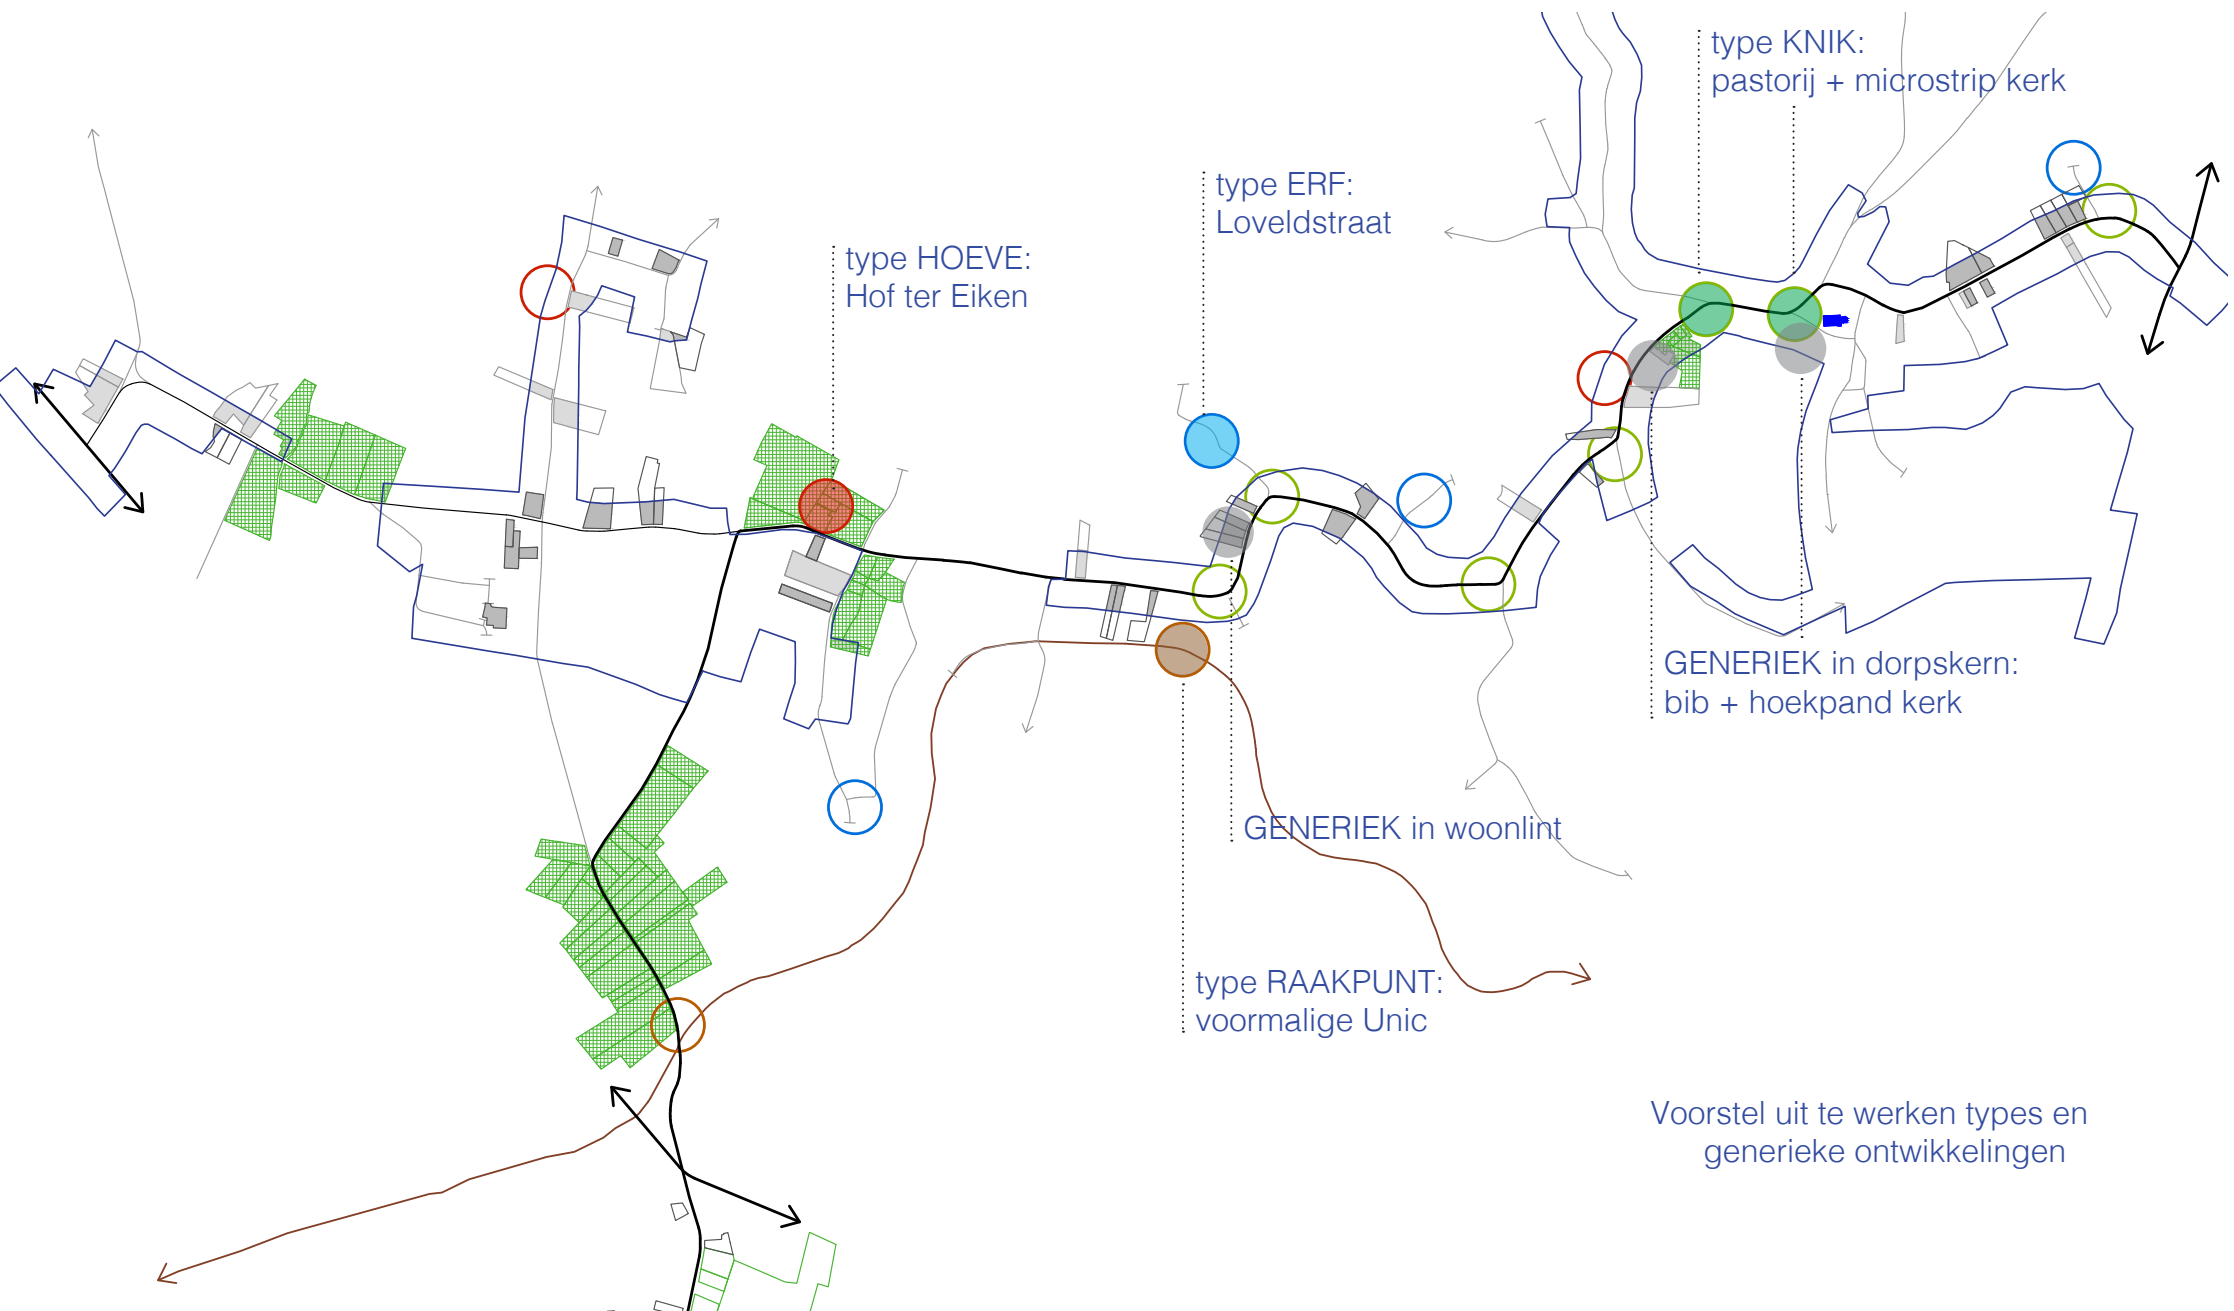 type KNIK:
pastorij + microstrip kerk
type ERF:
Loveldstraat
type HOEVE:
Hof ter Eiken
GENERIEK in dorpskern:
bib + hoekpand kerk
GENERIEK in woonlint
type RAAKPUNT:
voormalige Unic
Voorstel uit te werken types en
generieke ontwikkelingen